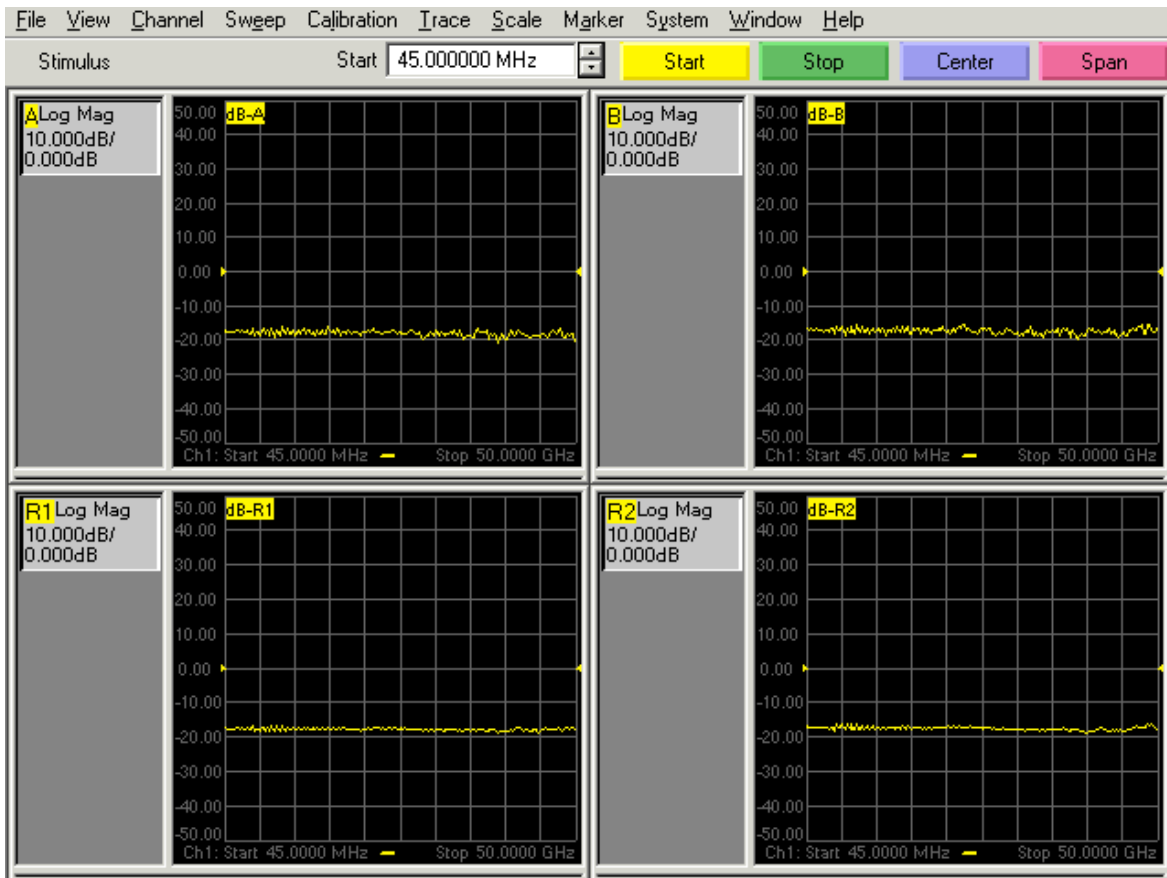 File View Channel Sweep Calibration Trace Scale Marker System Window Help
Stimulus Start 45.000000 MHz Start Stop Center Span
A Log Mag
10.000dB/
0.000dB
50.00 dB-A
40.00
30.00
20.00
10.00
0.00
-10.00
-20.00
-30.00
-40.00
-50.00
Ch1: Start 45.0000 MHz Stop 50.0000 GHz
B Log Mag
10.000dB/
0.000dB
50.00 dB-B
40.00
30.00
20.00
10.00
0.00
-10.00
-20.00
-30.00
-40.00
-50.00
Ch1: Start 45.0000 MHz Stop 50.0000 GHz
R1 Log Mag
10.000dB/
0.000dB
50.00 dB-R1
40.00
30.00
20.00
10.00
0.00
-10.00
-20.00
-30.00
-40.00
-50.00
Ch1: Start 45.0000 MHz Stop 50.0000 GHz
R2 Log Mag
10.000dB/
0.000dB
50.00 dB-R2
40.00
30.00
20.00
10.00
0.00
-10.00
-20.00
-30.00
-40.00
-50.00
Ch1: Start 45.0000 MHz Stop 50.0000 GHz